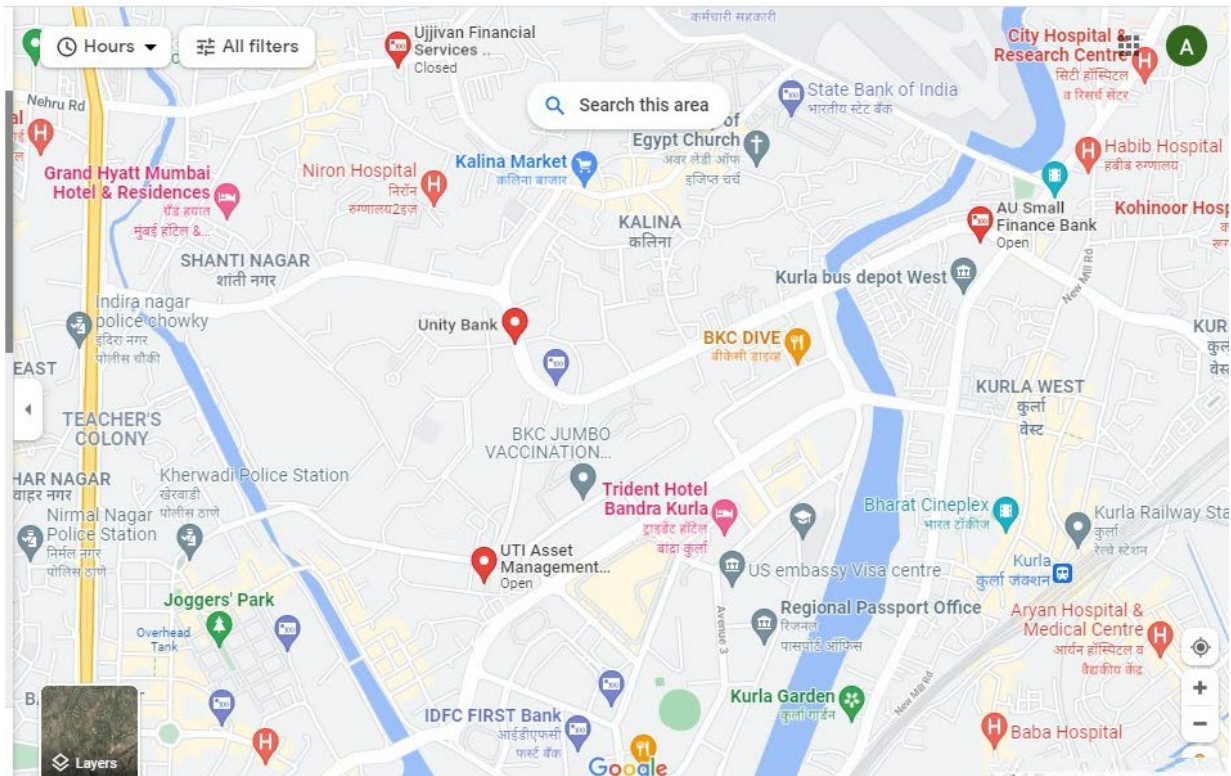 Hours
All filters
Ujjivan Financial
Services ..
Closed
कर्मचारी सहकारी
City Hospital &
Research Centre
सिटी हॉस्पिटल
व रिसर्च सेंटर
A
Nehru Rd
Search this area
State Bank of India
भारतीय स्टेट बँक
of
Egypt Church
अवर लेडी ऑफ
इजिप्त चर्च
Habib Hospital
हबीब रुग्णालय
Grand Hyatt Mumbai
Hotel & Residences
ग्रँड हयात
मुंबई हॉटेल &...
Niron Hospital
निरॉन
रुग्णालय2इज़
Kalina Market
कलिना बाजार
KALINA
कलिना
AU Small
Finance Bank
Open
Kohinoor Hosp
SHANTI NAGAR
शांती नगर
Kurla bus depot West
New Mill Rd
Indira nagar
police chowky
इंदिरा नगर
पोलीस चौकी
Unity Bank
BKC DIVE
बीकेसी डाइव्ह
KUR
कुर्ल
वेस्
EAST
KURLA WEST
कुर्ला
वेस्ट
TEACHER'S
COLONY
BKC JUMBO
VACCINATION...
HAR NAGAR
वाहर नगर
Kherwadi Police Station
खेरवाडी
पोलीस ठाणे
Nirmal Nagar
Police Station
निर्मल नगर
पोलिस ठाणे
Trident Hotel
Bandra Kurla
ट्राइडेंट हॉटेल
बांद्रा कुर्ला
Bharat Cineplex
भारत टॉकीज
Kurla Railway Sta
कुर्ला
रेल्वे स्टेशन
UTI Asset
Management...
Open
US embassy Visa centre
Kurla
कुर्ला जंक्शन
Joggers' Park
Overhead
Tank
Avenue 3
Regional Passport Office
रिजनल
पासपोर्ट ऑफिस
Aryan Hospital &
Medical Centre
आर्यन हॉस्पिटल व
वैद्यकीय केंद्र
New Mill Rd
Kurla Garden
कुर्ला गार्डन
IDFC FIRST Bank
आईडीएफसी
फर्स्ट बैंक
Baba Hospital
Layers
Google